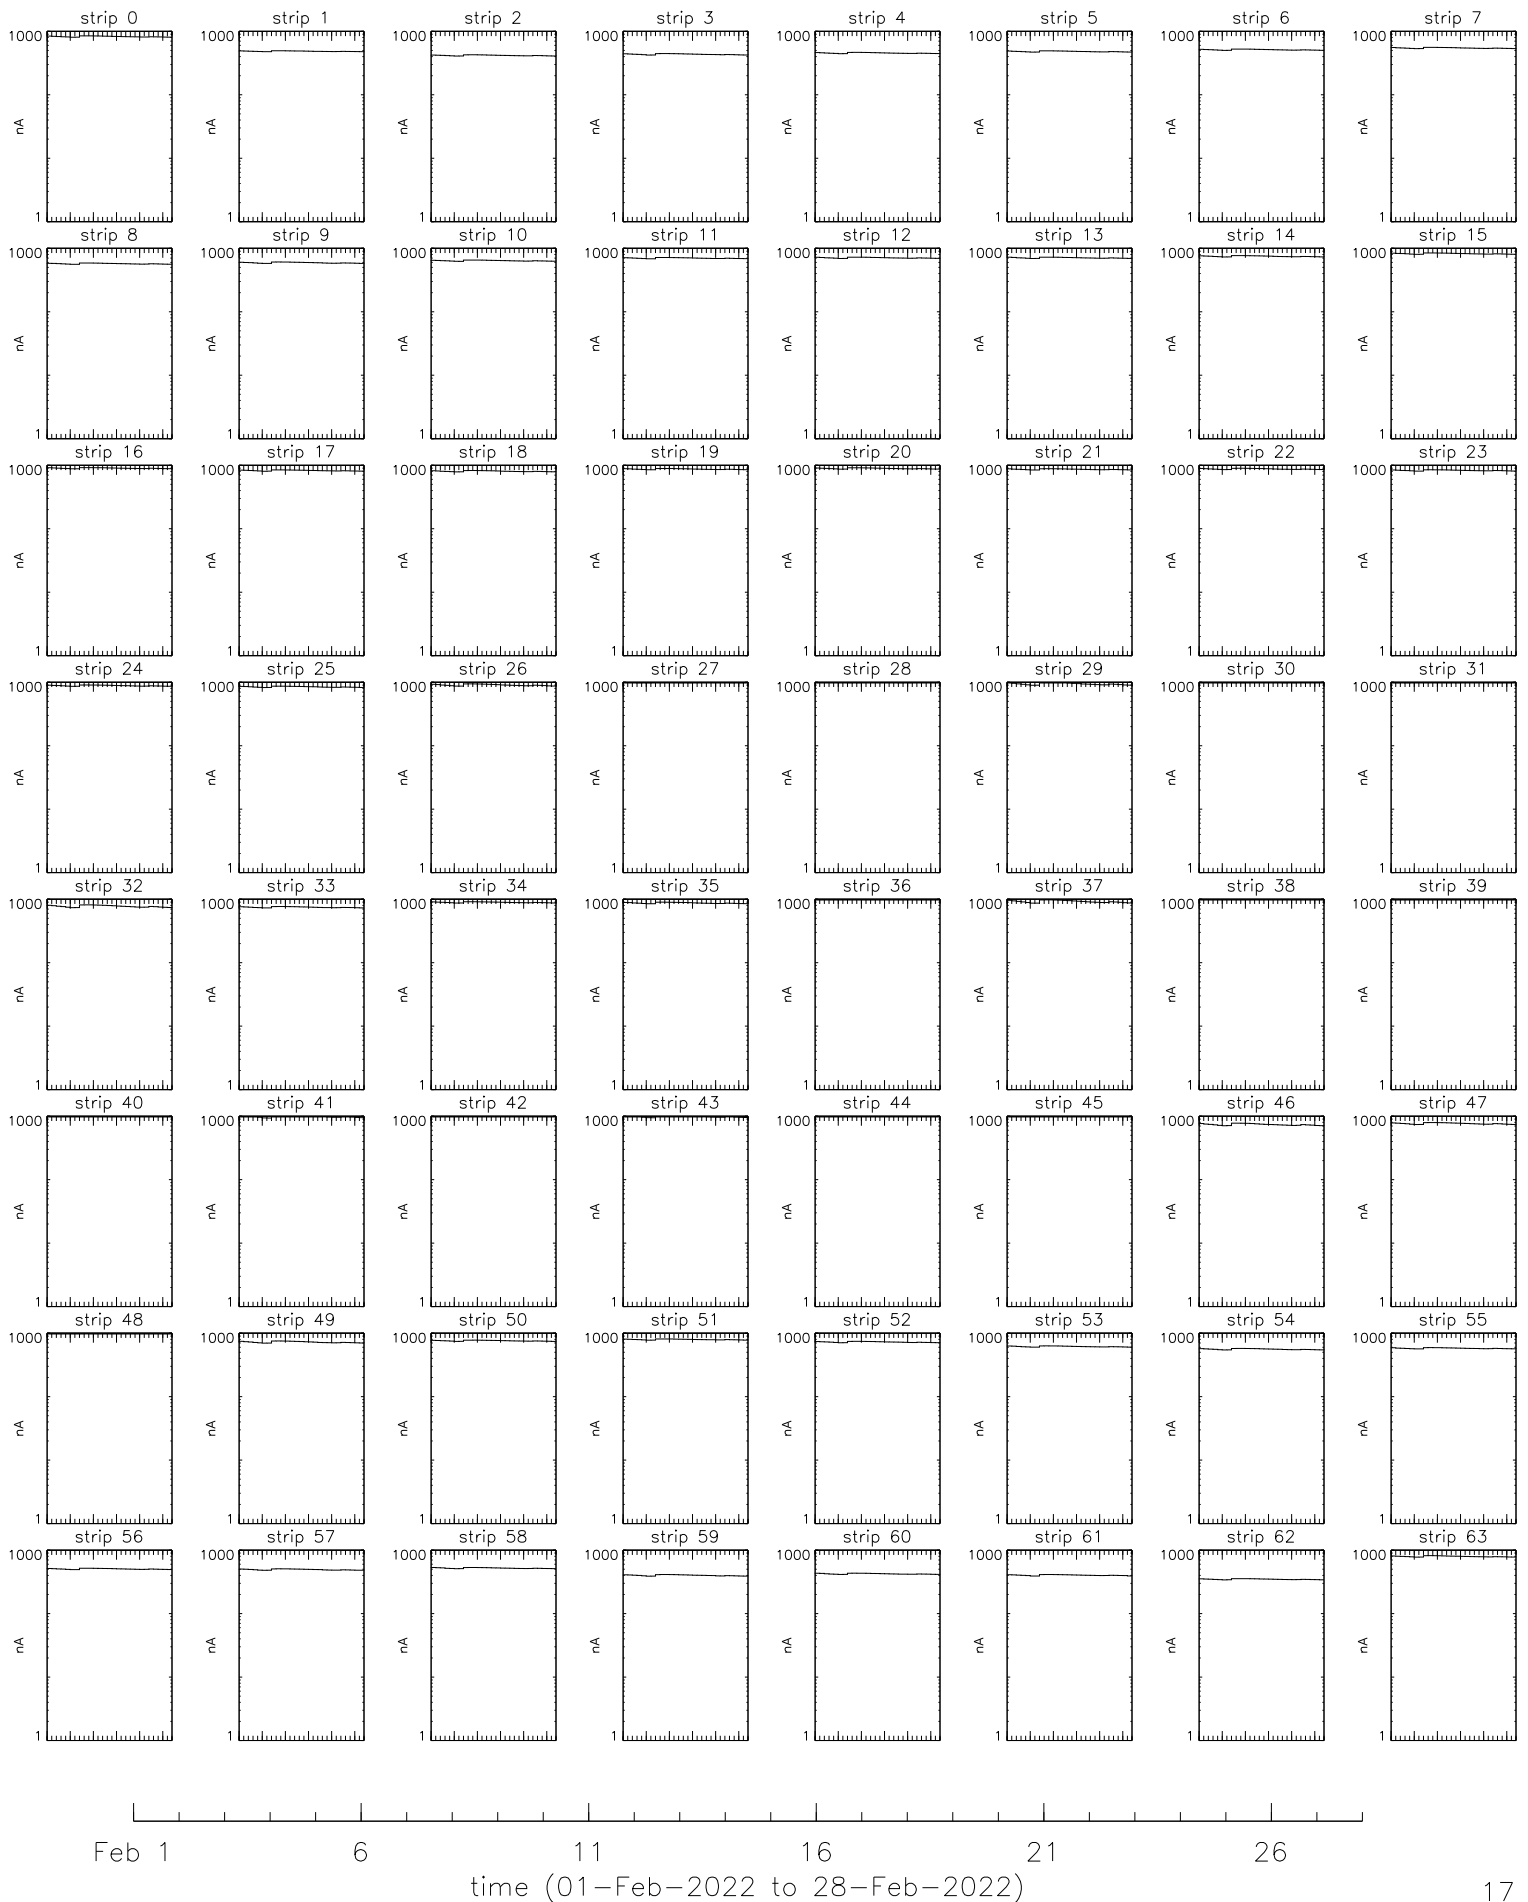 strip 0 strip 1 strip 2 strip 3 strip 4 strip 5 strip 6 strip 7
1000 1000 1000 1000 1000 1000 1000 1000
nA nA nA nA nA nA nA nA
1 1 1 1 1 1 1 1
strip 8 strip 9 strip 10 strip 11 strip 12 strip 13 strip 14 strip 15
1000 1000 1000 1000 1000 1000 1000 1000
nA nA nA nA nA nA nA nA
1 1 1 1 1 1 1 1
strip 16 strip 17 strip 18 strip 19 strip 20 strip 21 strip 22 strip 23
1000 1000 1000 1000 1000 1000 1000 1000
nA nA nA nA nA nA nA nA
1 1 1 1 1 1 1 1
strip 24 strip 25 strip 26 strip 27 strip 28 strip 29 strip 30 strip 31
1000 1000 1000 1000 1000 1000 1000 1000
nA nA nA nA nA nA nA nA
1 1 1 1 1 1 1 1
strip 32 strip 33 strip 34 strip 35 strip 36 strip 37 strip 38 strip 39
1000 1000 1000 1000 1000 1000 1000 1000
nA nA nA nA nA nA nA nA
1 1 1 1 1 1 1 1
strip 40 strip 41 strip 42 strip 43 strip 44 strip 45 strip 46 strip 47
1000 1000 1000 1000 1000 1000 1000 1000
nA nA nA nA nA nA nA nA
1 1 1 1 1 1 1 1
strip 48 strip 49 strip 50 strip 51 strip 52 strip 53 strip 54 strip 55
1000 1000 1000 1000 1000 1000 1000 1000
nA nA nA nA nA nA nA nA
1 1 1 1 1 1 1 1
strip 56 strip 57 strip 58 strip 59 strip 60 strip 61 strip 62 strip 63
1000 1000 1000 1000 1000 1000 1000 1000
nA nA nA nA nA nA nA nA
1 1 1 1 1 1 1 1
Feb 1 6 11 16 21 26
time (01-Feb-2022 to 28-Feb-2022)
17